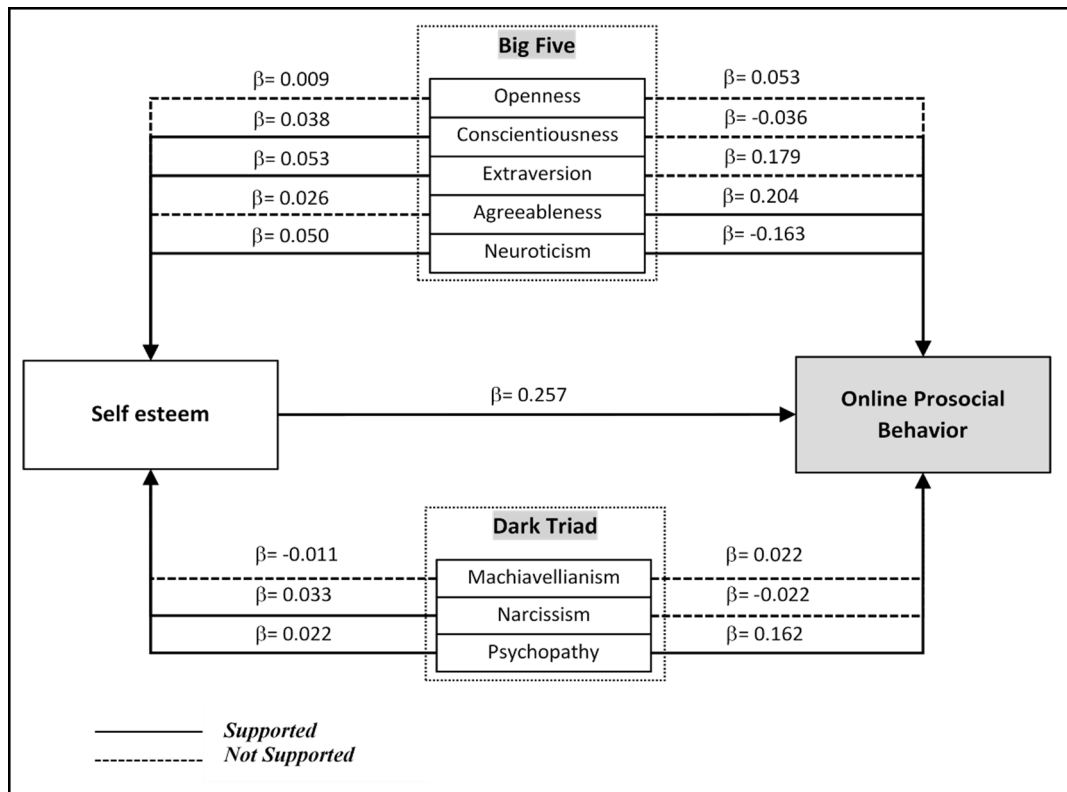 Big Five
β= 0.009
Openness
β= 0.053
β= 0.038
Conscientiousness
β= -0.036
β= 0.053
Extraversion
β= 0.179
β= 0.026
Agreeableness
β= 0.204
β= 0.050
Neuroticism
β= -0.163
Self esteem
β= 0.257
Online Prosocial
Behavior
Dark Triad
β= -0.011
Machiavellianism
β= 0.022
β= 0.033
Narcissism
β= -0.022
β= 0.022
Psychopathy
β= 0.162
Supported
Not Supported